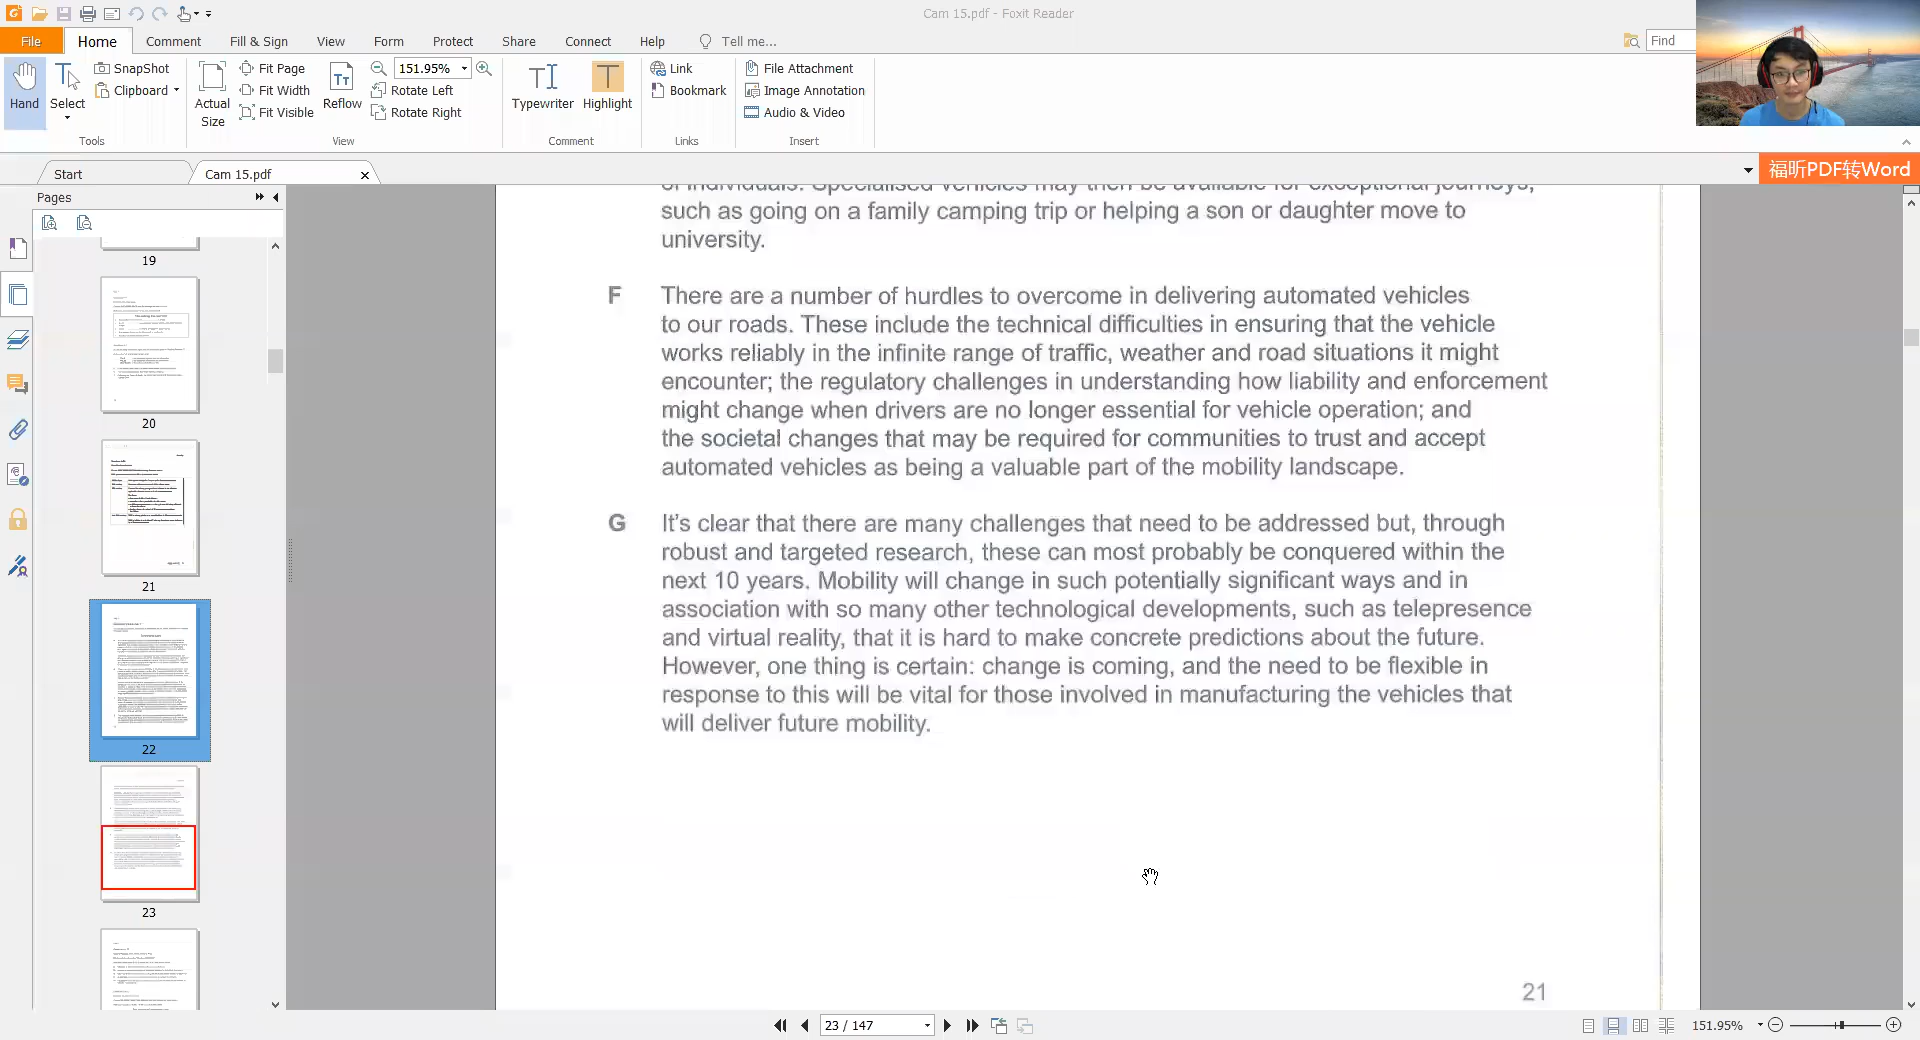 Cam 15.pdf - Foxit Reader
File Home Comment Fill & Sign View Form Protect Share Connect Help Tell me... Find
Hand
Select
SnapShot
Clipboard
Tools
Actual Size
Fit Page
Fit Width
Fit Visible
Reflow
151.95%
Rotate Left
Rotate Right
View
Typewriter
Highlight
Comment
Link
Bookmark
Links
File Attachment
Image Annotation
Audio & Video
Insert
Start
Cam 15.pdf
福昕PDF转Word
Pages
19
20
21
22
23
of individuals. Specialised vehicles may then be available for exceptional journeys,
such as going on a family camping trip or helping a son or daughter move to
university.
F There are a number of hurdles to overcome in delivering automated vehicles
to our roads. These include the technical difficulties in ensuring that the vehicle
works reliably in the infinite range of traffic, weather and road situations it might
encounter; the regulatory challenges in understanding how liability and enforcement
might change when drivers are no longer essential for vehicle operation; and
the societal changes that may be required for communities to trust and accept
automated vehicles as being a valuable part of the mobility landscape.
G It's clear that there are many challenges that need to be addressed but, through
robust and targeted research, these can most probably be conquered within the
next 10 years. Mobility will change in such potentially significant ways and in
association with so many other technological developments, such as telepresence
and virtual reality, that it is hard to make concrete predictions about the future.
However, one thing is certain: change is coming, and the need to be flexible in
response to this will be vital for those involved in manufacturing the vehicles that
will deliver future mobility.
21
23 / 147
151.95%